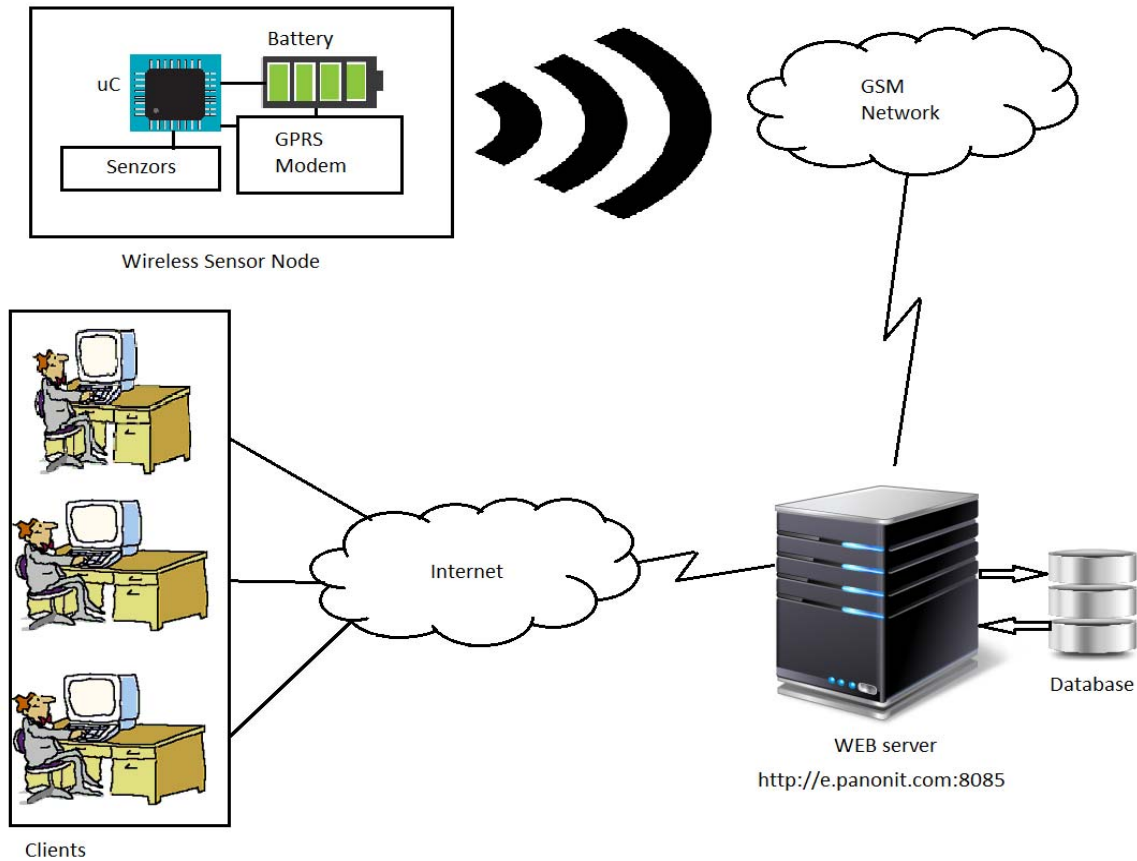 Battery
uC
GPRS
Modem
Senzors
Wireless Sensor Node
GSM
Network
Internet
Database
WEB server
http://e.panonit.com:8085
Clients